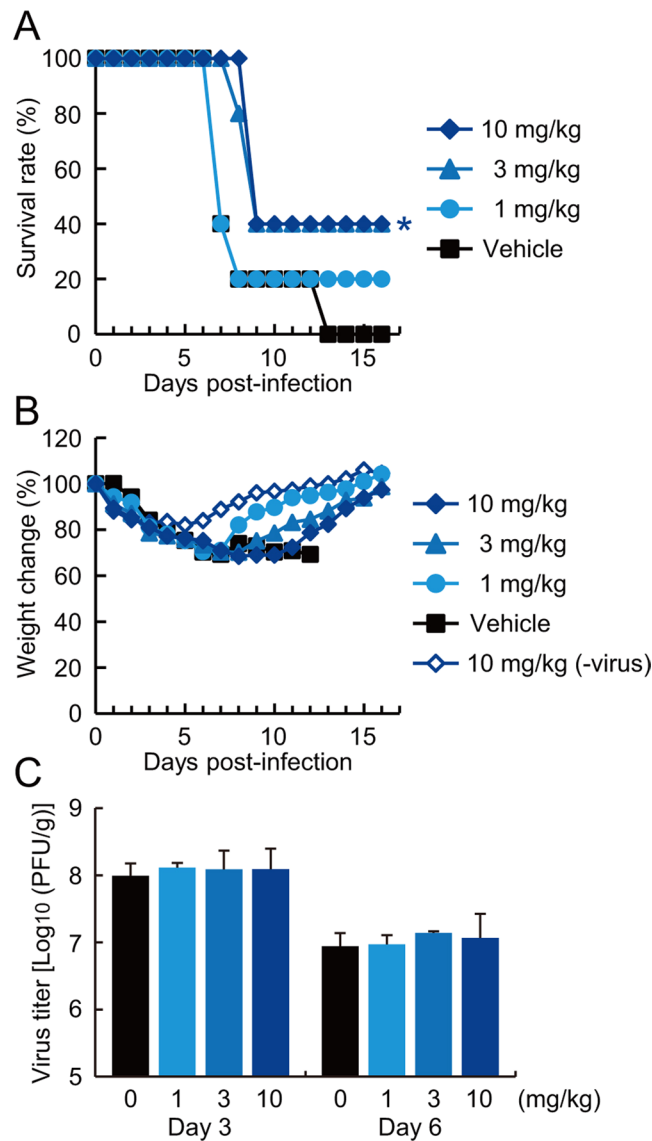 A
Survival rate (%)
100
80
60
40
20
0
0 5 10 15
Days post-infection
*
10 mg/kg
3 mg/kg
1 mg/kg
Vehicle
B
Weight change (%)
120
100
80
60
40
20
0
0 5 10 15
Days post-infection
10 mg/kg
3 mg/kg
1 mg/kg
Vehicle
10 mg/kg (-virus)
C
Virus titer [Log10 (PFU/g)]
9
8
7
6
5
0 1 3 10 0 1 3 10 (mg/kg)
Day 3 Day 6